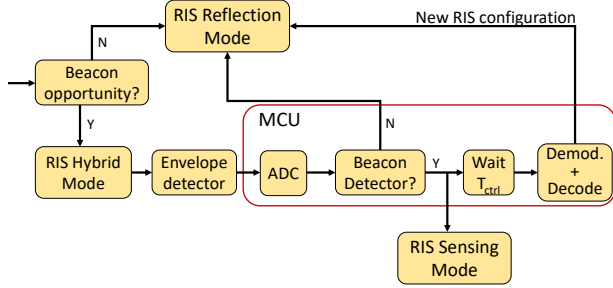 RIS Reflection
Mode
New RIS configuration
N
Beacon
opportunity?
Y
MCU
N
RIS Hybrid
Mode
Envelope
detector
ADC
Beacon
Detector?
Y
Wait
T_ctrl
Demod.
+
Decode
RIS Sensing
Mode